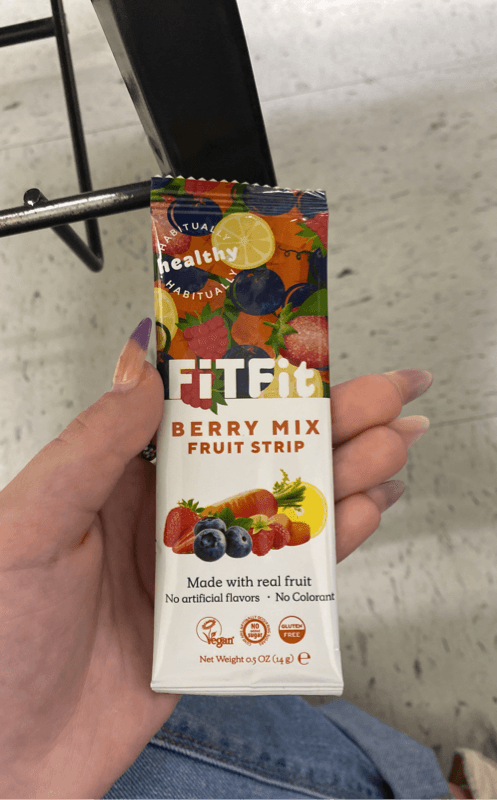 HABITUALLY
healthy
HABITUALLY
FiTFit
BERRY MIX
FRUIT STRIP
Made with real fruit
No artificial flavors • No Colorant
vegan
NO
sugar
GLUTEN
FREE
Net Weight 0.5 OZ (14 g) e